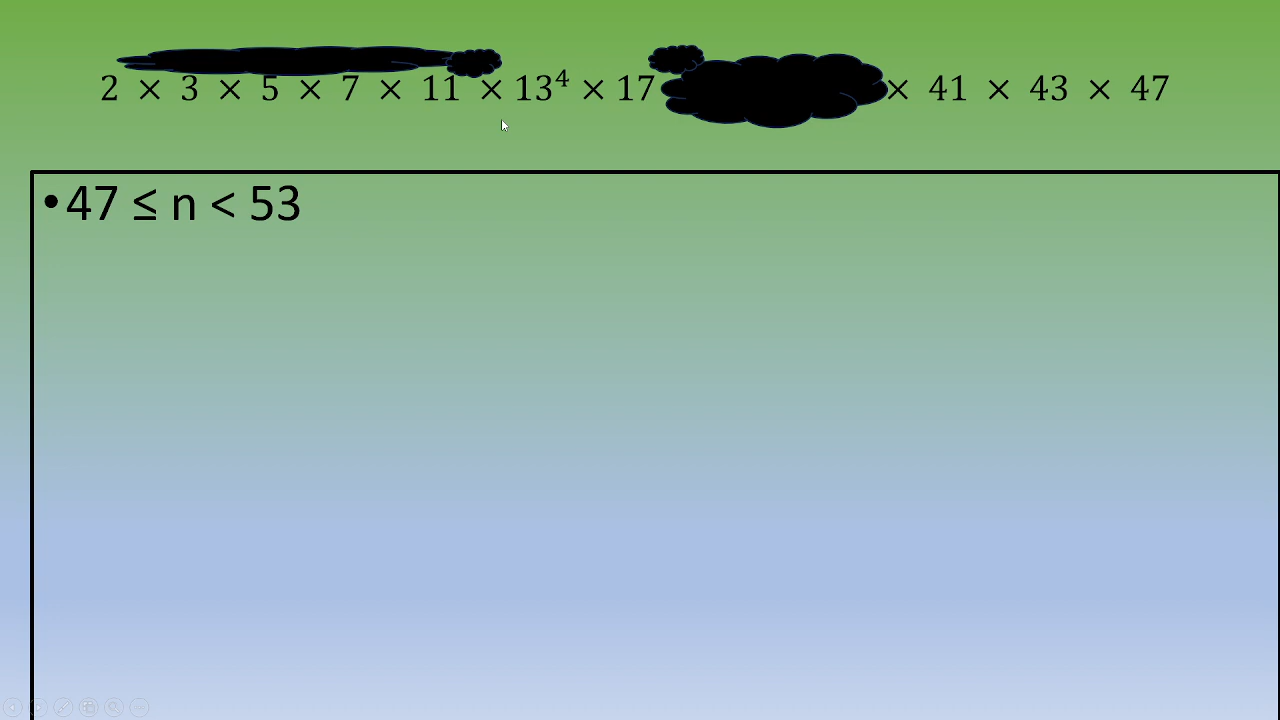 2 × 3 × 5 × 7 × 11 × 13⁴ × 17 × 41 × 43 × 47
•47 ≤ n < 53